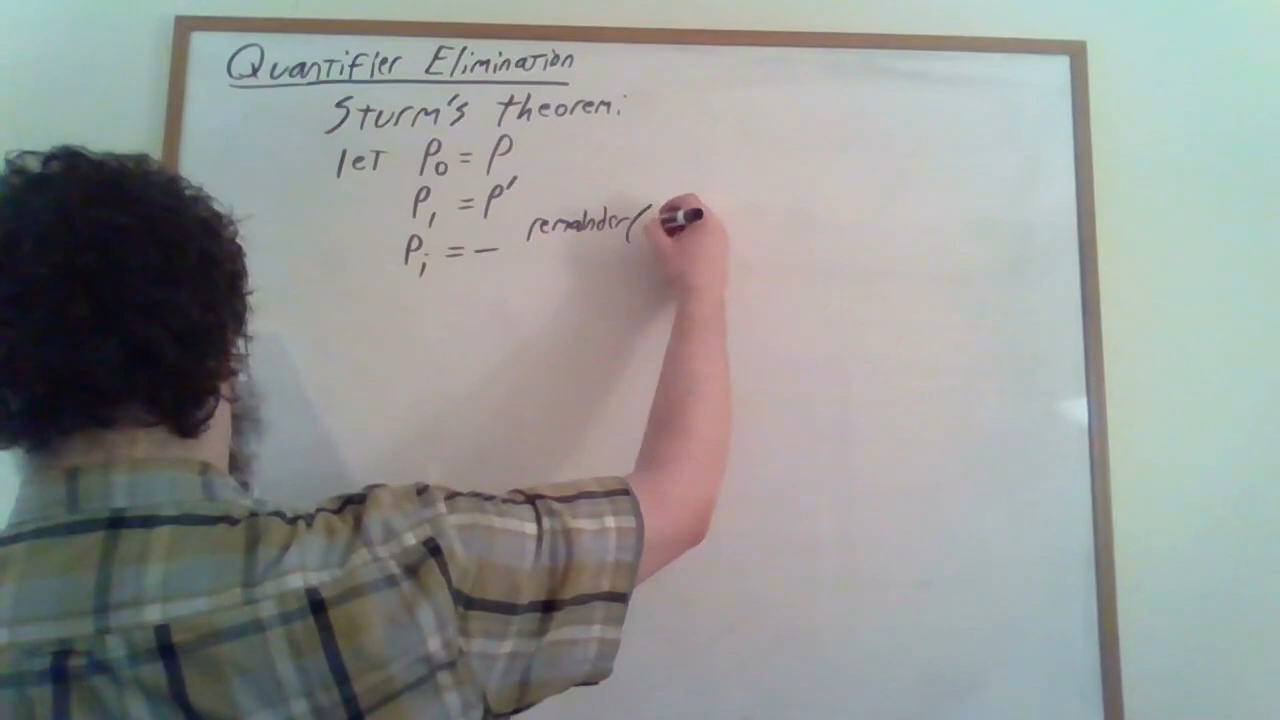 Quantifier Elimination
Sturm's theorem:
let P₀ = P
P₁ = P'
Pᵢ = - remainder(